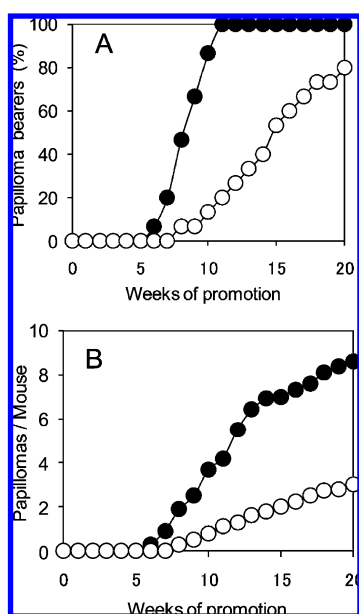 A
Papilloma bearers (%)
100
80
60
40
20
0
0 5 10 15 20
Weeks of promotion
B
Papillomas / Mouse
10
8
6
4
2
0
0 5 10 15 20
Weeks of promotion